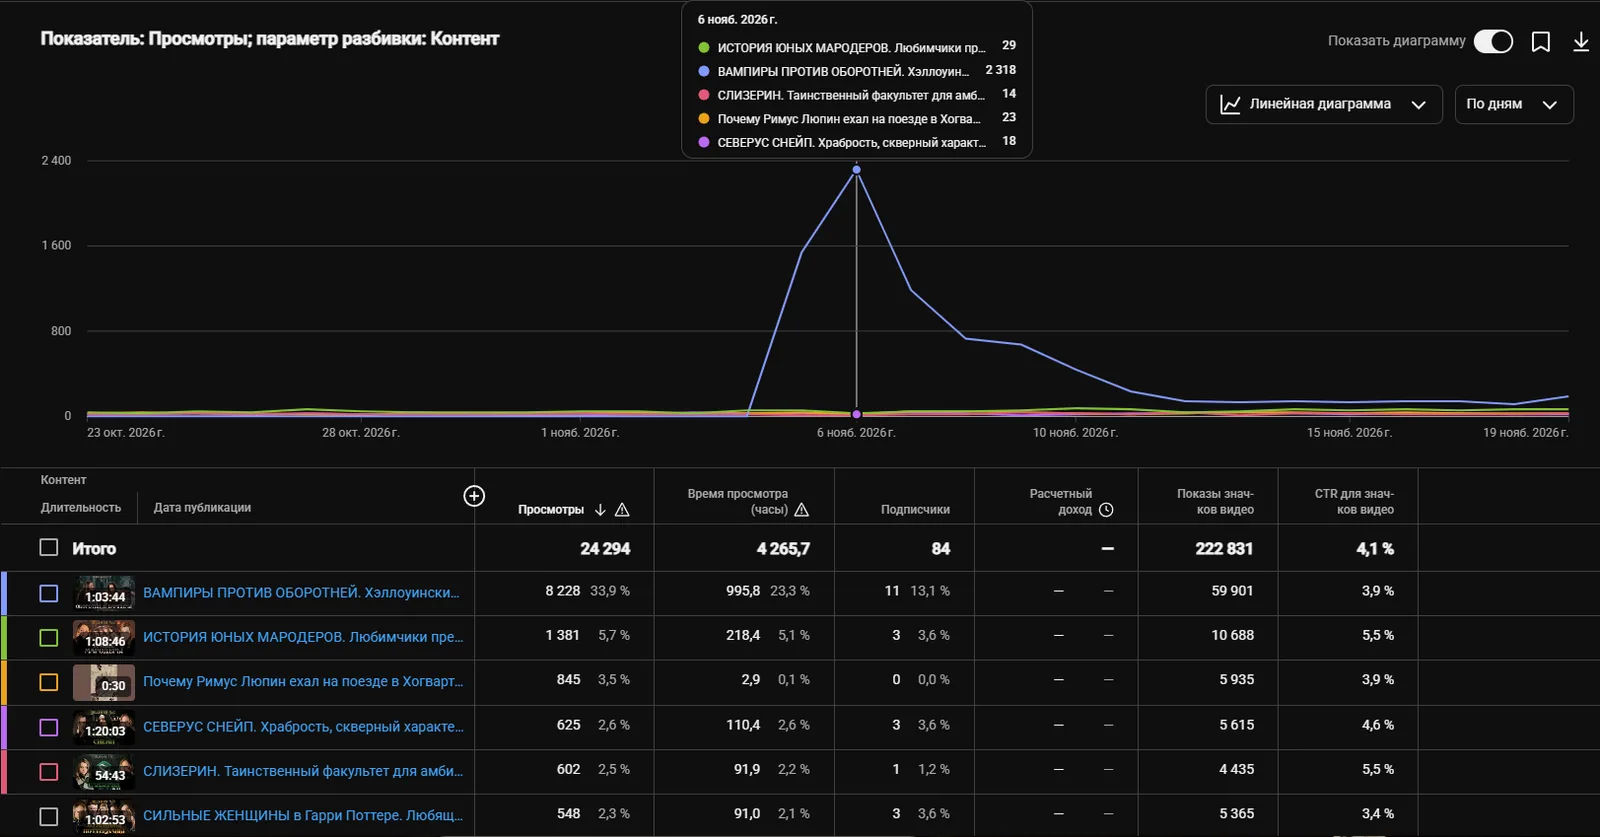 6 нояб. 2026 г.
Показатель: Просмотры; параметр разбивки: Контент
ИСТОРИЯ ЮНЫХ МАРОДЕРОВ. Любимчики пр... 29
ВАМПИРЫ ПРОТИВ ОБОРОТНЕЙ. Хэллоуин... 2 318
СЛИЗЕРИН. Таинственный факультет для амб... 14
Почему Римус Люпин ехал на поезде в Хогва... 23
СЕВЕРУС СНЕЙП. Храбрость, скверный характ... 18
Показать диаграмму
Линейная диаграмма
По дням
2 400
1 600
800
0
23 окт. 2026 г. 28 окт. 2026 г. 1 нояб. 2026 г. 6 нояб. 2026 г. 10 нояб. 2026 г. 15 нояб. 2026 г. 19 нояб. 2026 г.
Контент
Длительность Дата публикации
Просмотры
Время просмотра
(часы)
Подписчики
Расчетный
доход
Показы знач-
ков видео
CTR для знач-
ков видео
Итого 24 294 4 265,7 84 — 222 831 4,1 %
1:03:44 ВАМПИРЫ ПРОТИВ ОБОРОТНЕЙ. Хэллоуински... 8 228 33,9 % 995,8 23,3 % 11 13,1 % — — 59 901 3,9 %
1:08:46 ИСТОРИЯ ЮНЫХ МАРОДЕРОВ. Любимчики пре... 1 381 5,7 % 218,4 5,1 % 3 3,6 % — — 10 688 5,5 %
0:30 Почему Римус Люпин ехал на поезде в Хогварт... 845 3,5 % 2,9 0,1 % 0 0,0 % — — 5 935 3,9 %
1:20:03 СЕВЕРУС СНЕЙП. Храбрость, скверный характе... 625 2,6 % 110,4 2,6 % 3 3,6 % — — 5 615 4,6 %
54:43 СЛИЗЕРИН. Таинственный факультет для амби... 602 2,5 % 91,9 2,2 % 1 1,2 % — — 4 435 5,5 %
1:02:53 СИЛЬНЫЕ ЖЕНЩИНЫ в Гарри Поттере. Любящ... 548 2,3 % 91,0 2,1 % 3 3,6 % — — 5 365 3,4 %